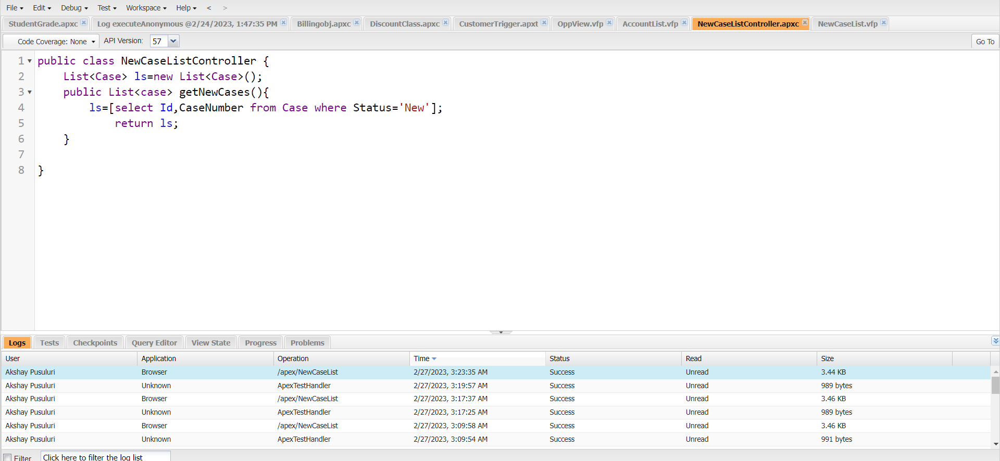 File Edit Debug Test Workspace Help < >
StudentGrade.apxc Log executeAnonymous @2/24/2023, 1:47:35 PM Billingobj.apxc DiscountClass.apxc CustomerTrigger.apxt OppView.vfp AccountList.vfp NewCaseListController.apxc NewCaseList.vfp
Code Coverage: None API Version: 57 Go To
1 public class NewCaseListController {
2 List<Case> ls=new List<Case>();
3 public List<case> getNewCases(){
4 ls=[select Id,CaseNumber from Case where Status='New'];
5 return ls;
6 }
7
8 }
Logs Tests Checkpoints Query Editor View State Progress Problems
User Application Operation Time Status Read Size
Akshay Pusuluri Browser /apex/NewCaseList 2/27/2023, 3:23:35 AM Success Unread 3.44 KB
Akshay Pusuluri Unknown ApexTestHandler 2/27/2023, 3:19:57 AM Success Unread 989 bytes
Akshay Pusuluri Browser /apex/NewCaseList 2/27/2023, 3:17:37 AM Success Unread 3.46 KB
Akshay Pusuluri Unknown ApexTestHandler 2/27/2023, 3:17:25 AM Success Unread 989 bytes
Akshay Pusuluri Browser /apex/NewCaseList 2/27/2023, 3:09:58 AM Success Unread 3.46 KB
Akshay Pusuluri Unknown ApexTestHandler 2/27/2023, 3:09:54 AM Success Unread 991 bytes
Filter Click here to filter the log list